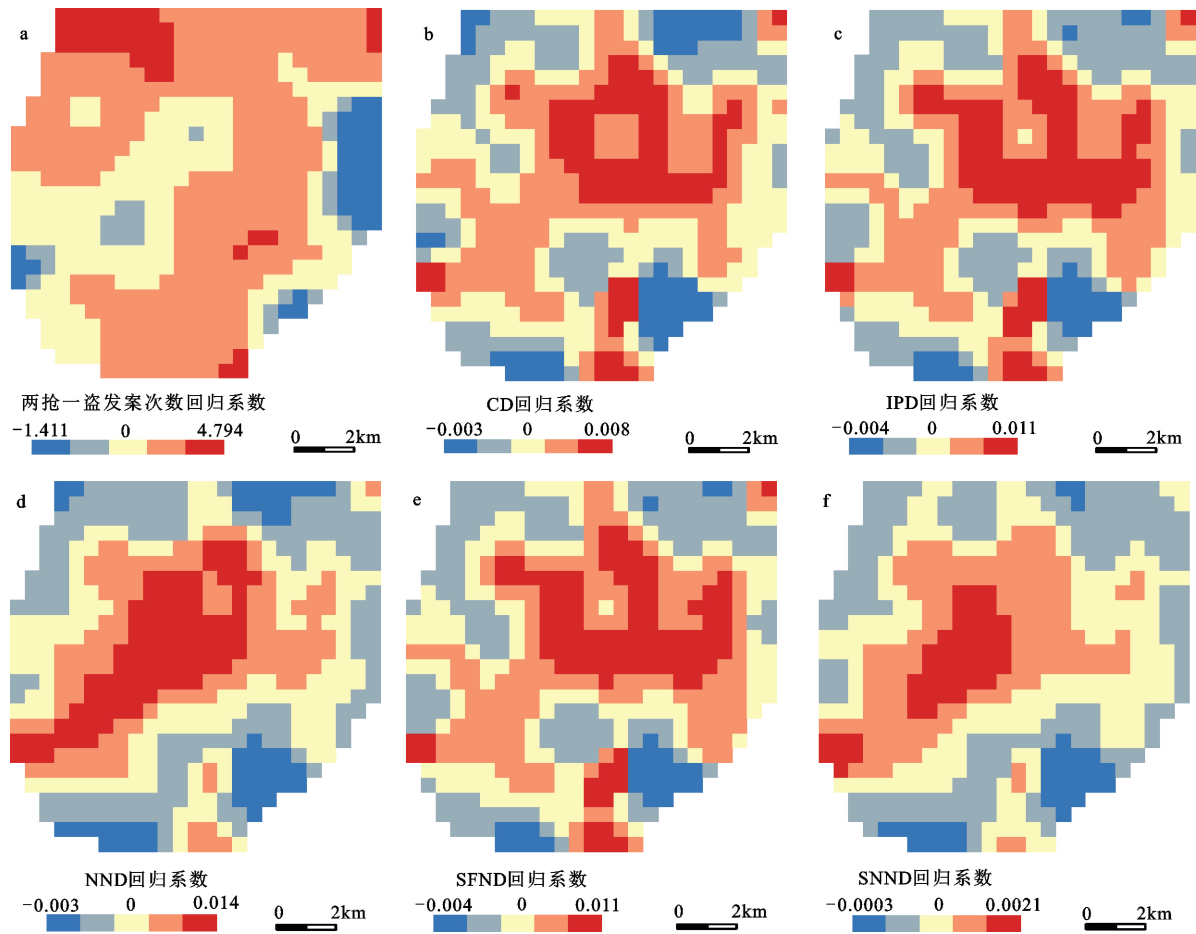 a
b
c
两抢一盗发案次数回归系数
CD回归系数
IPD回归系数
−1.411 0 4.794
0 2km
−0.003 0 0.008
0 2km
−0.004 0 0.011
0 2km
d
e
f
NND回归系数
SFND回归系数
SNND回归系数
−0.003 0 0.014
0 2km
−0.004 0 0.011
0 2km
−0.0003 0 0.0021
0 2km